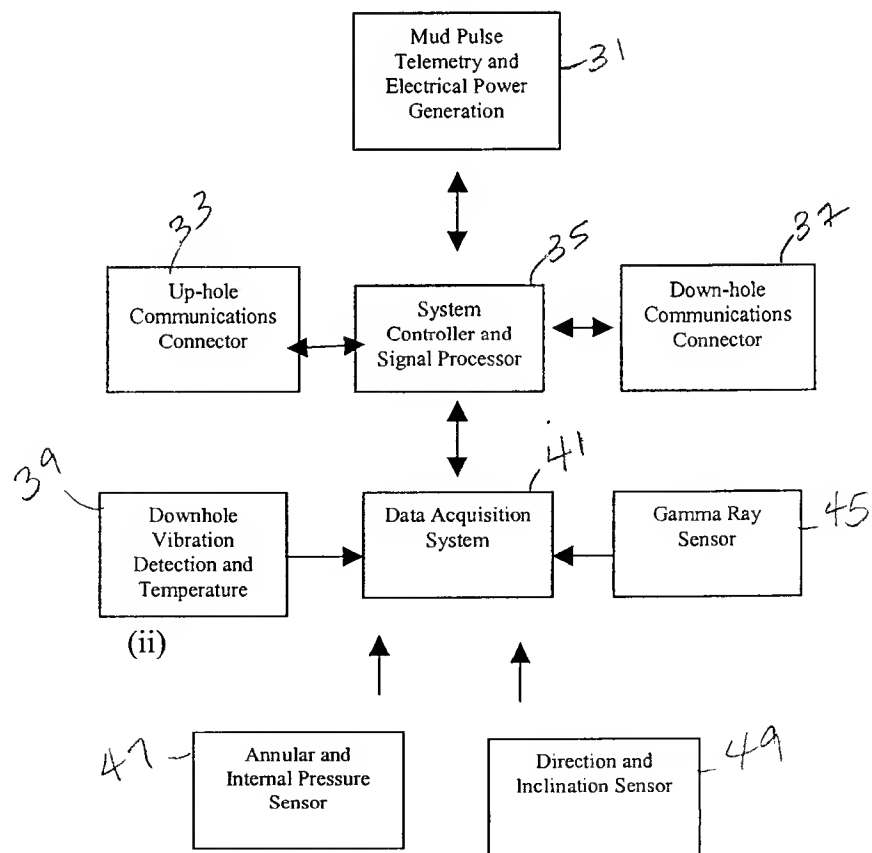 Mud Pulse
Telemetry and
Electrical Power
Generation
31
33
Up-hole
Communications
Connector
35
System
Controller and
Signal Processor
37
Down-hole
Communications
Connector
39
Downhole
Vibration
Detection and
Temperature
(ii)
41
Data Acquisition
System
45
Gamma Ray
Sensor
47
Annular and
Internal Pressure
Sensor
49
Direction and
Inclination Sensor